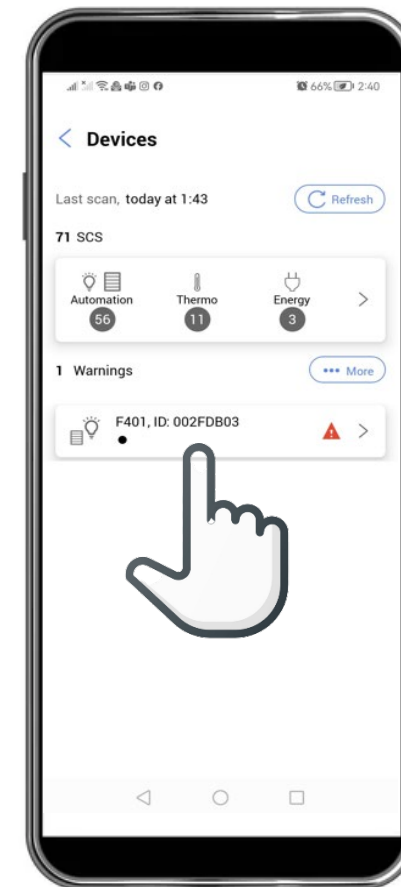 66% 2:40
Devices
Last scan, today at 1:43
Refresh
71 SCS
Automation Thermo Energy
56 11 3
1 Warnings
More
F401, ID: 002FDB03